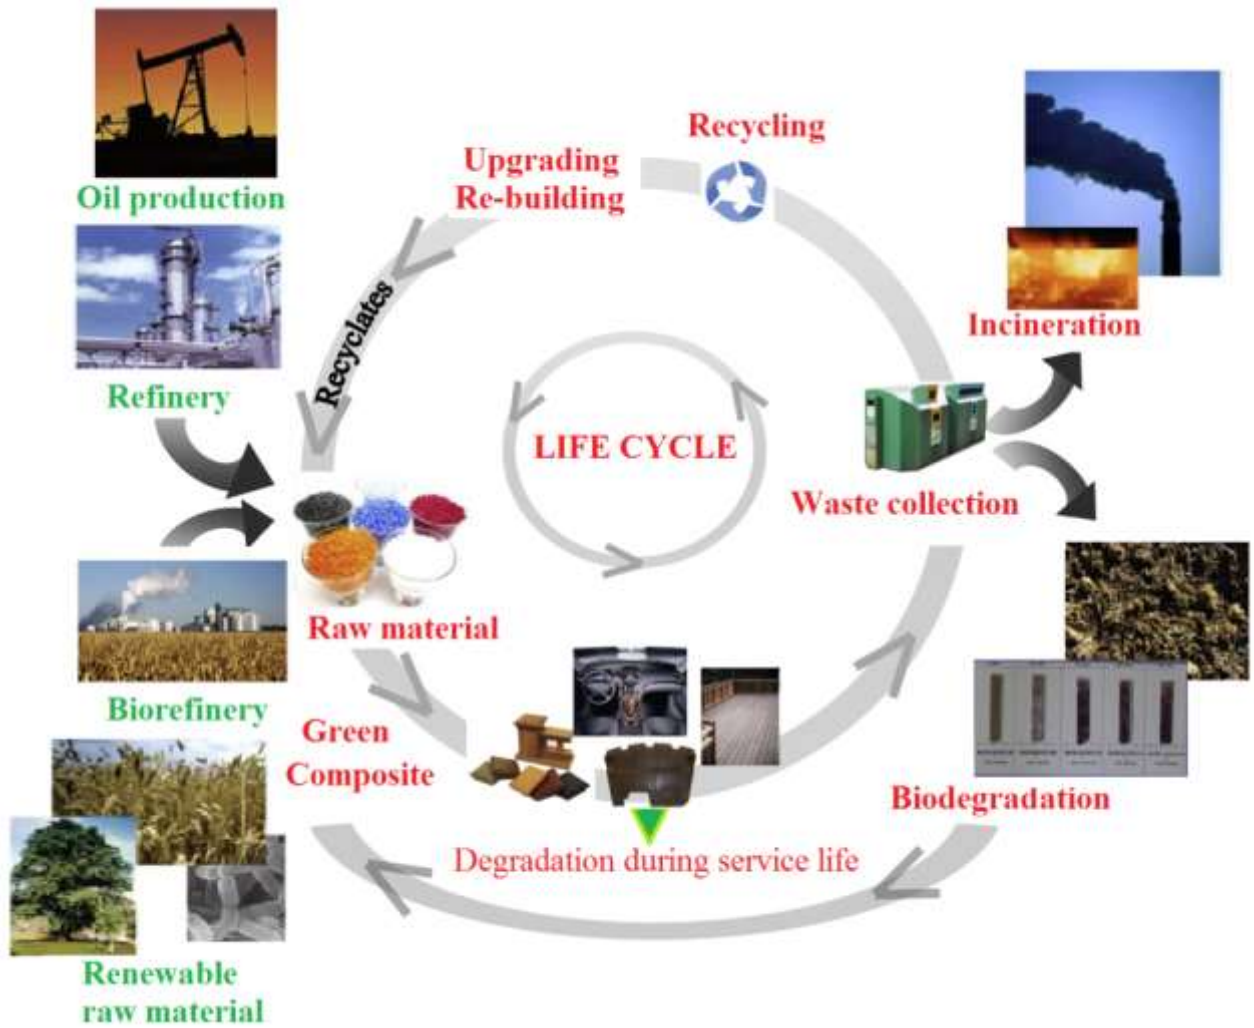 Oil production
Refinery
Biorefinery
Renewable
raw material
Upgrading
Re-building
Recycling
Recyclates
LIFE CYCLE
Raw material
Green
Composite
Degradation during service life
Waste collection
Incineration
Biodegradation